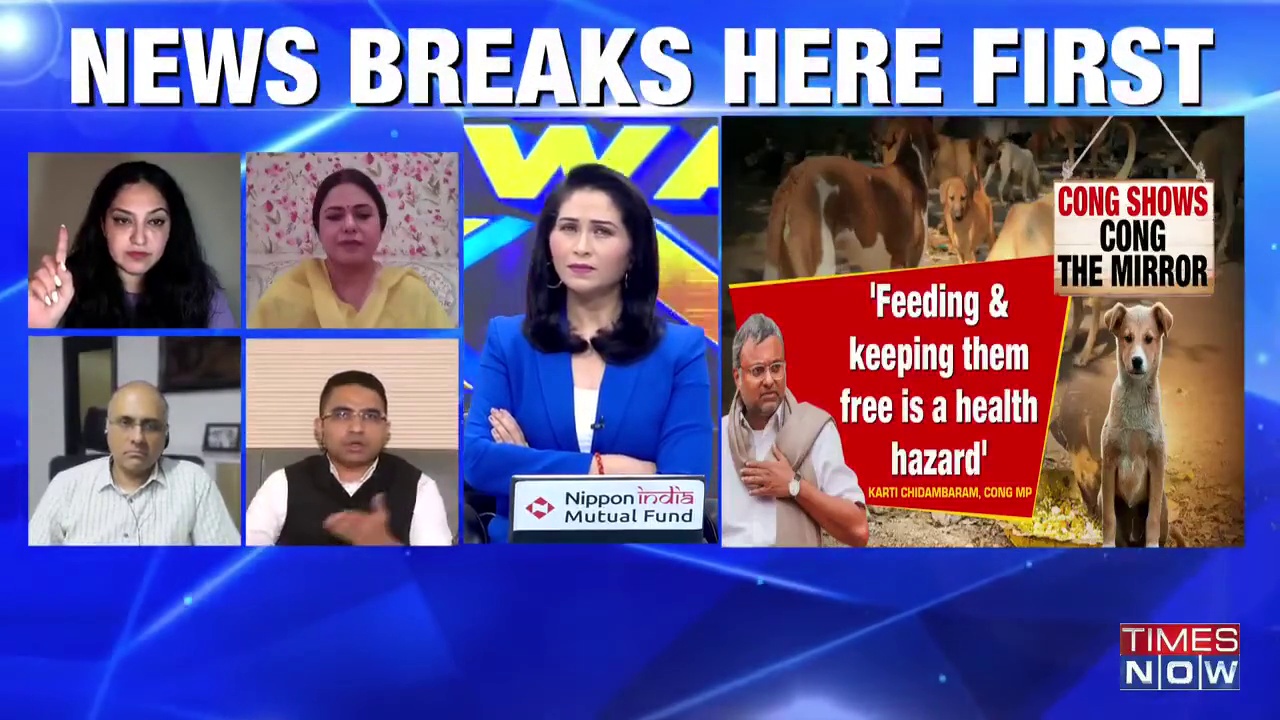 NEWS BREAKS HERE FIRST
WA
CONG SHOWS
CONG
THE MIRROR
'Feeding &
keeping them
free is a health
hazard'
KARTI CHIDAMBARAM, CONG MP
Nippon india
Mutual Fund
TIMES
NOW